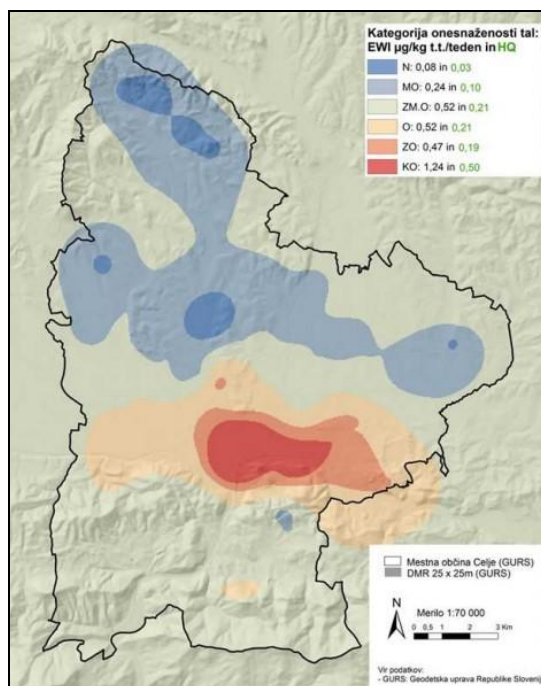 Kategorija onesnaženosti tal:
EWI µg/kg t.t./teden in HQ
N: 0,08 in 0,03
MO: 0,24 in 0,10
ZM.O: 0,52 in 0,21
O: 0,52 in 0,21
ZO: 0,47 in 0,19
KO: 1,24 in 0,50
Mestna občina Celje (GURS)
DMR 25 x 25m (GURS)
N
Merilo 1:70 000
0 0,5 1 2 3 Km
Vir podatkov:
- GURS: Geodetska uprava Republike Slovenij